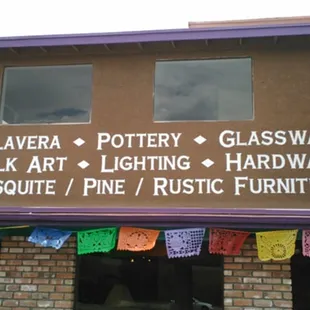 LAVERA ◆ POTTERY ◆ GLASSWA
LK ART ◆ LIGHTING ◆ HARDWA
SQUITE / PINE / RUSTIC FURNIT